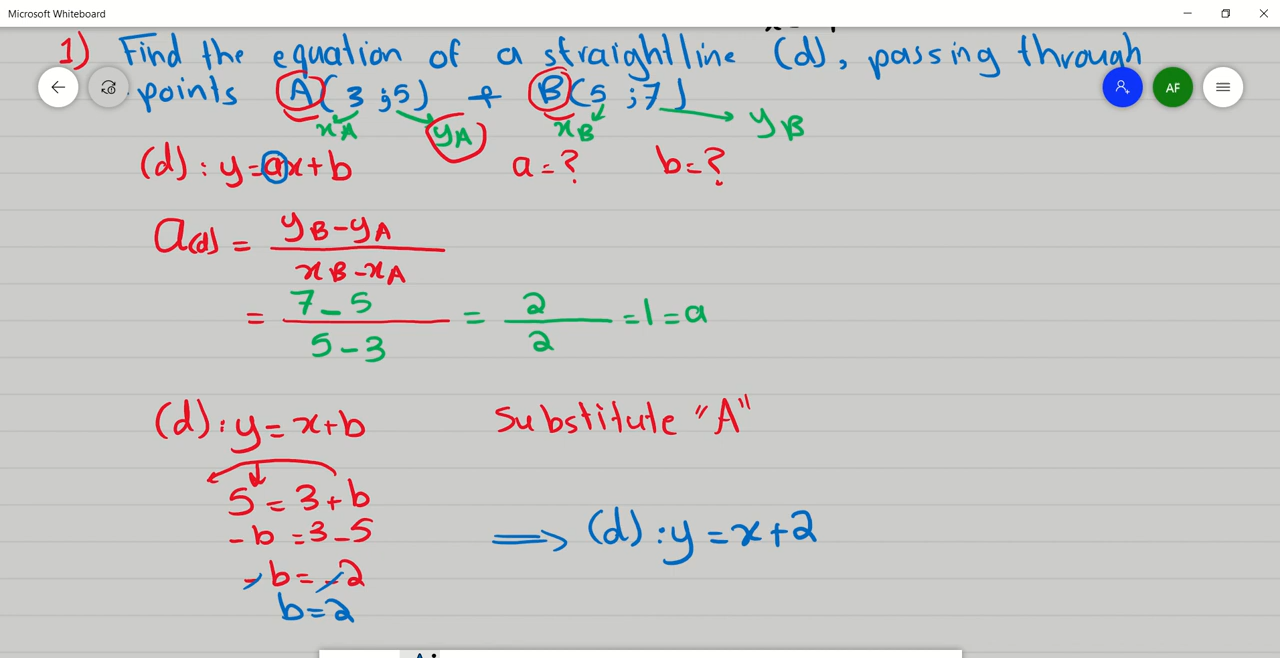 Microsoft Whiteboard
1) Find the equation of a straight line (d), passing through
points A(3 ;5) + B(5 ;7)
xA yA xB yB
AF
(d): y=ax+b a=? b=?
a(d) = yB-yA / xB-xA
= 7-5 / 5-3 = 2 / 2 = 1 = a
(d): y=x+b Substitute "A"
5 = 3+b
-b = 3-5
-b = -2
b=2
⟹ (d): y=x+2